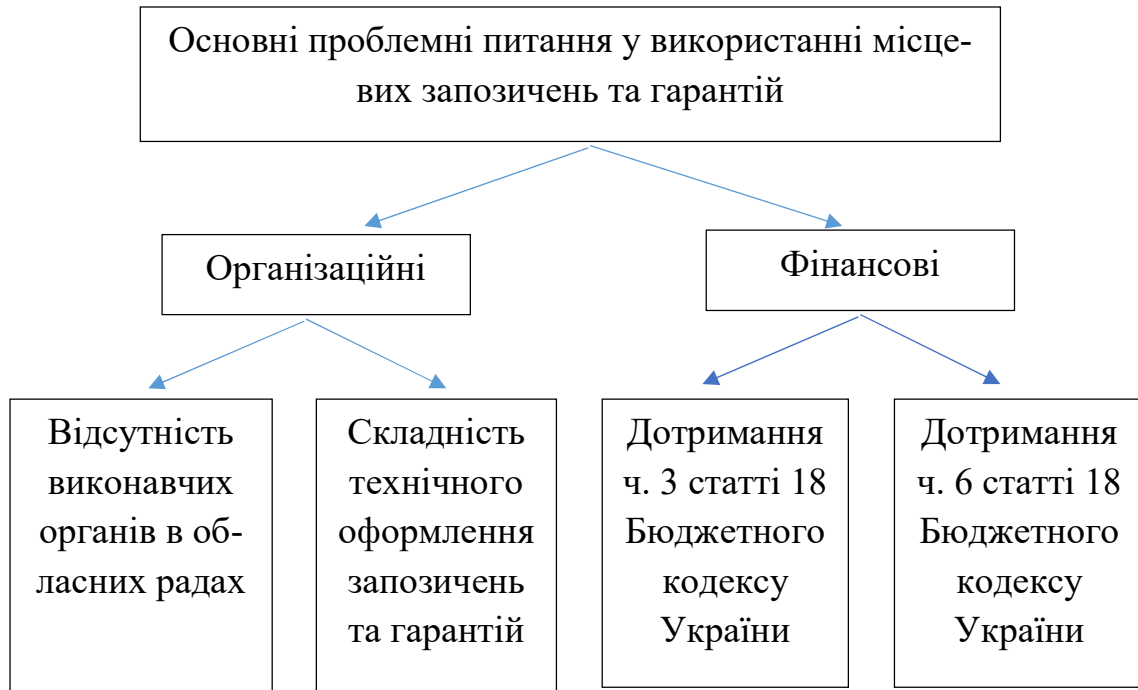 Основні проблемні питання у використанні місце-
вих запозичень та гарантій
Організаційні
Фінансові
Відсутність
виконавчих
органів в об-
ласних радах
Складність
технічного
оформлення
запозичень
та гарантій
Дотримання
ч. 3 статті 18
Бюджетного
кодексу
України
Дотримання
ч. 6 статті 18
Бюджетного
кодексу
України